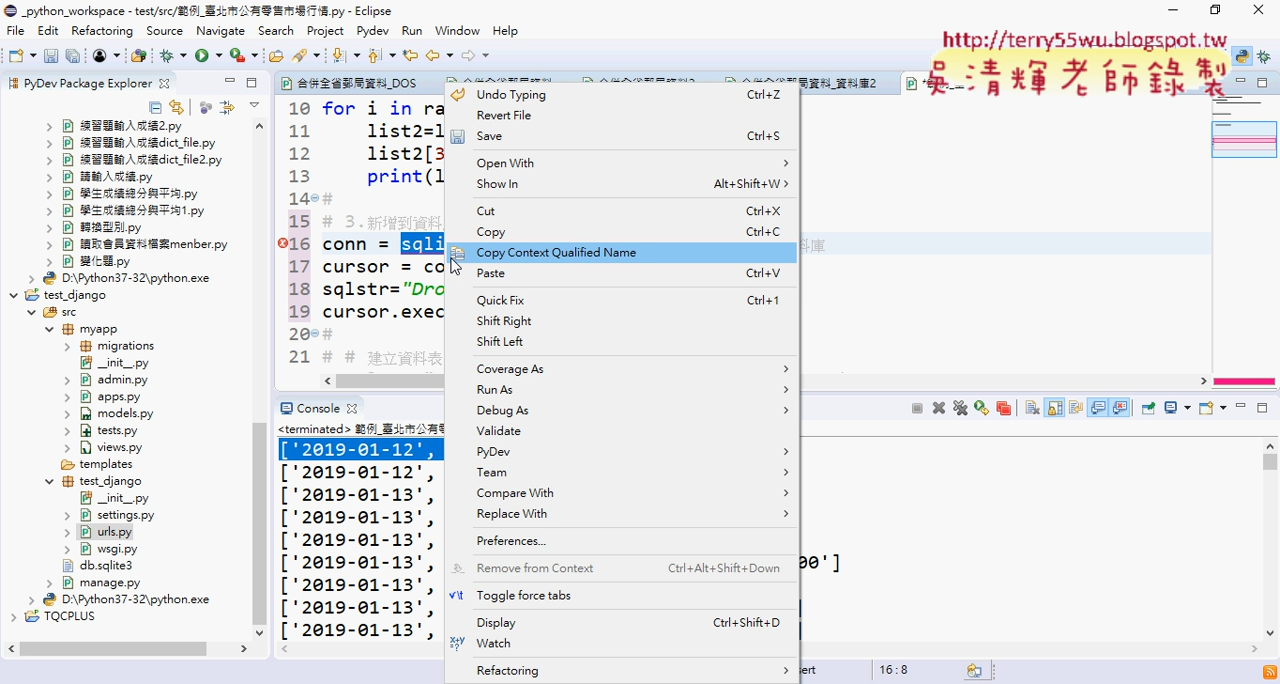 _python_workspace - test/src/範例_臺北市公有零售市場行情.py - Eclipse
File Edit Refactoring Source Navigate Search Project Pydev Run Window Help
http://terry55wu.blogspot.tw
吳清輝老師錄製
PyDev Package Explorer
練習題輸入成績2.py
練習題輸入成績dict_file.py
練習題輸入成績dict_file2.py
請輸入成績.py
學生成績總分與平均.py
學生成績總分與平均1.py
轉換型別.py
讀取會員資料檔案menber.py
變化題.py
D:\Python37-32\python.exe
test_django
src
myapp
migrations
__init__.py
admin.py
apps.py
models.py
tests.py
views.py
templates
test_django
__init__.py
settings.py
urls.py
wsgi.py
db.sqlite3
manage.py
D:\Python37-32\python.exe
TQCPLUS
合併全省郵局資料_DOS
郵局資料_資料庫2
10 for i in ra
11 list2=l
12 list2[3
13 print(l
14 #
15 # 3.新增到資料
16 conn = sqli
料庫
17 cursor = co
18 sqlstr="Dro
19 cursor.exec
20 #
21 # # 建立資料表
Undo Typing Ctrl+Z
Revert File
Save Ctrl+S
Open With
Show In Alt+Shift+W
Cut Ctrl+X
Copy Ctrl+C
Copy Context Qualified Name
Paste Ctrl+V
Quick Fix Ctrl+1
Shift Right
Shift Left
Coverage As
Run As
Debug As
Validate
PyDev
Team
Compare With
Replace With
Preferences...
Remove from Context Ctrl+Alt+Shift+Down
Toggle force tabs
Display Ctrl+Shift+D
Watch
Refactoring
Console
<terminated> 範例_臺北市公有零
['2019-01-12',
['2019-01-12',
['2019-01-13',
['2019-01-13',
['2019-01-13',
['2019-01-13', 00']
['2019-01-13',
['2019-01-13',
['2019-01-13',
sert
16 : 8